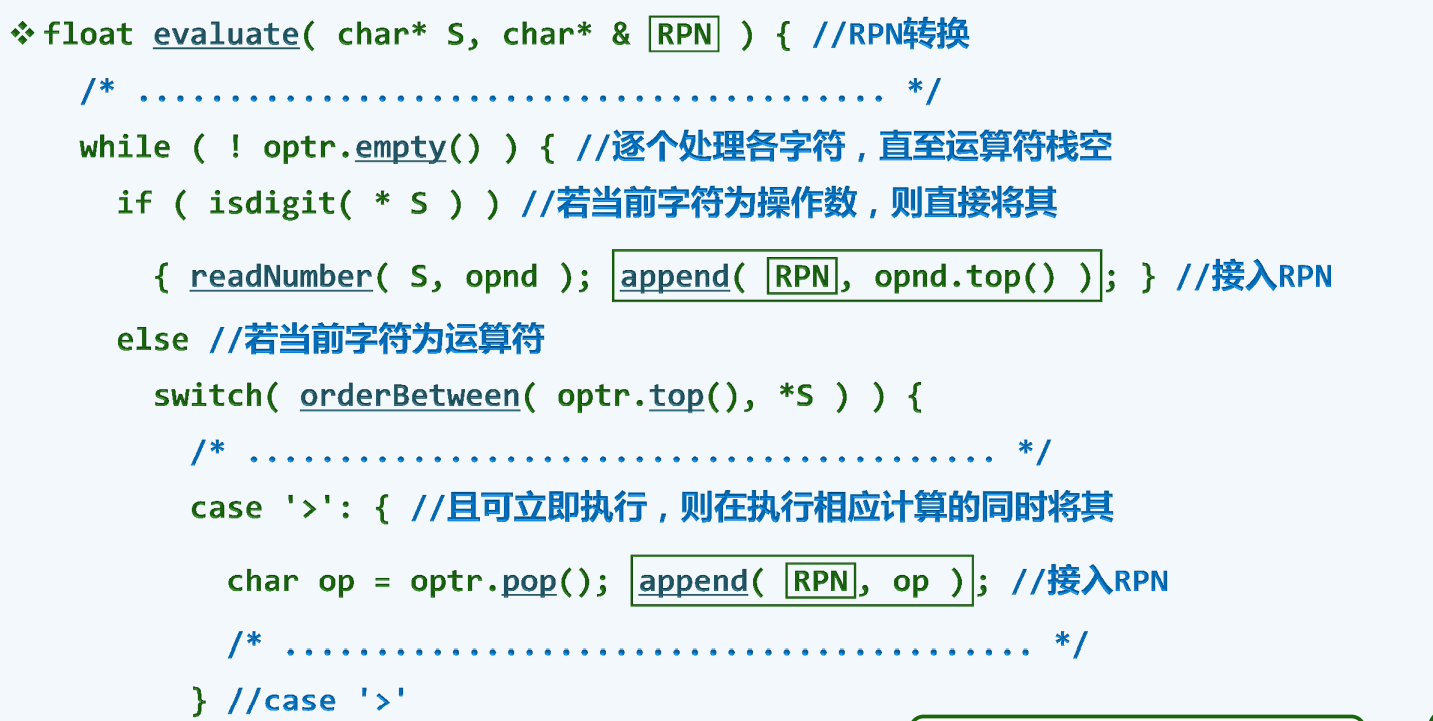 ❖ float evaluate( char* S, char* & RPN ) { //RPN转换
/* ......................................... */
while ( ! optr.empty() ) { //逐个处理各字符，直至运算符栈空
if ( isdigit( * S ) ) //若当前字符为操作数，则直接将其
{ readNumber( S, opnd ); append( RPN, opnd.top() ); } //接入RPN
else //若当前字符为运算符
switch( orderBetween( optr.top(), *S ) ) {
/* ......................................... */
case '>': { //且可立即执行，则在执行相应计算的同时将其
char op = optr.pop(); append( RPN, op ); //接入RPN
/* ......................................... */
} //case '>'